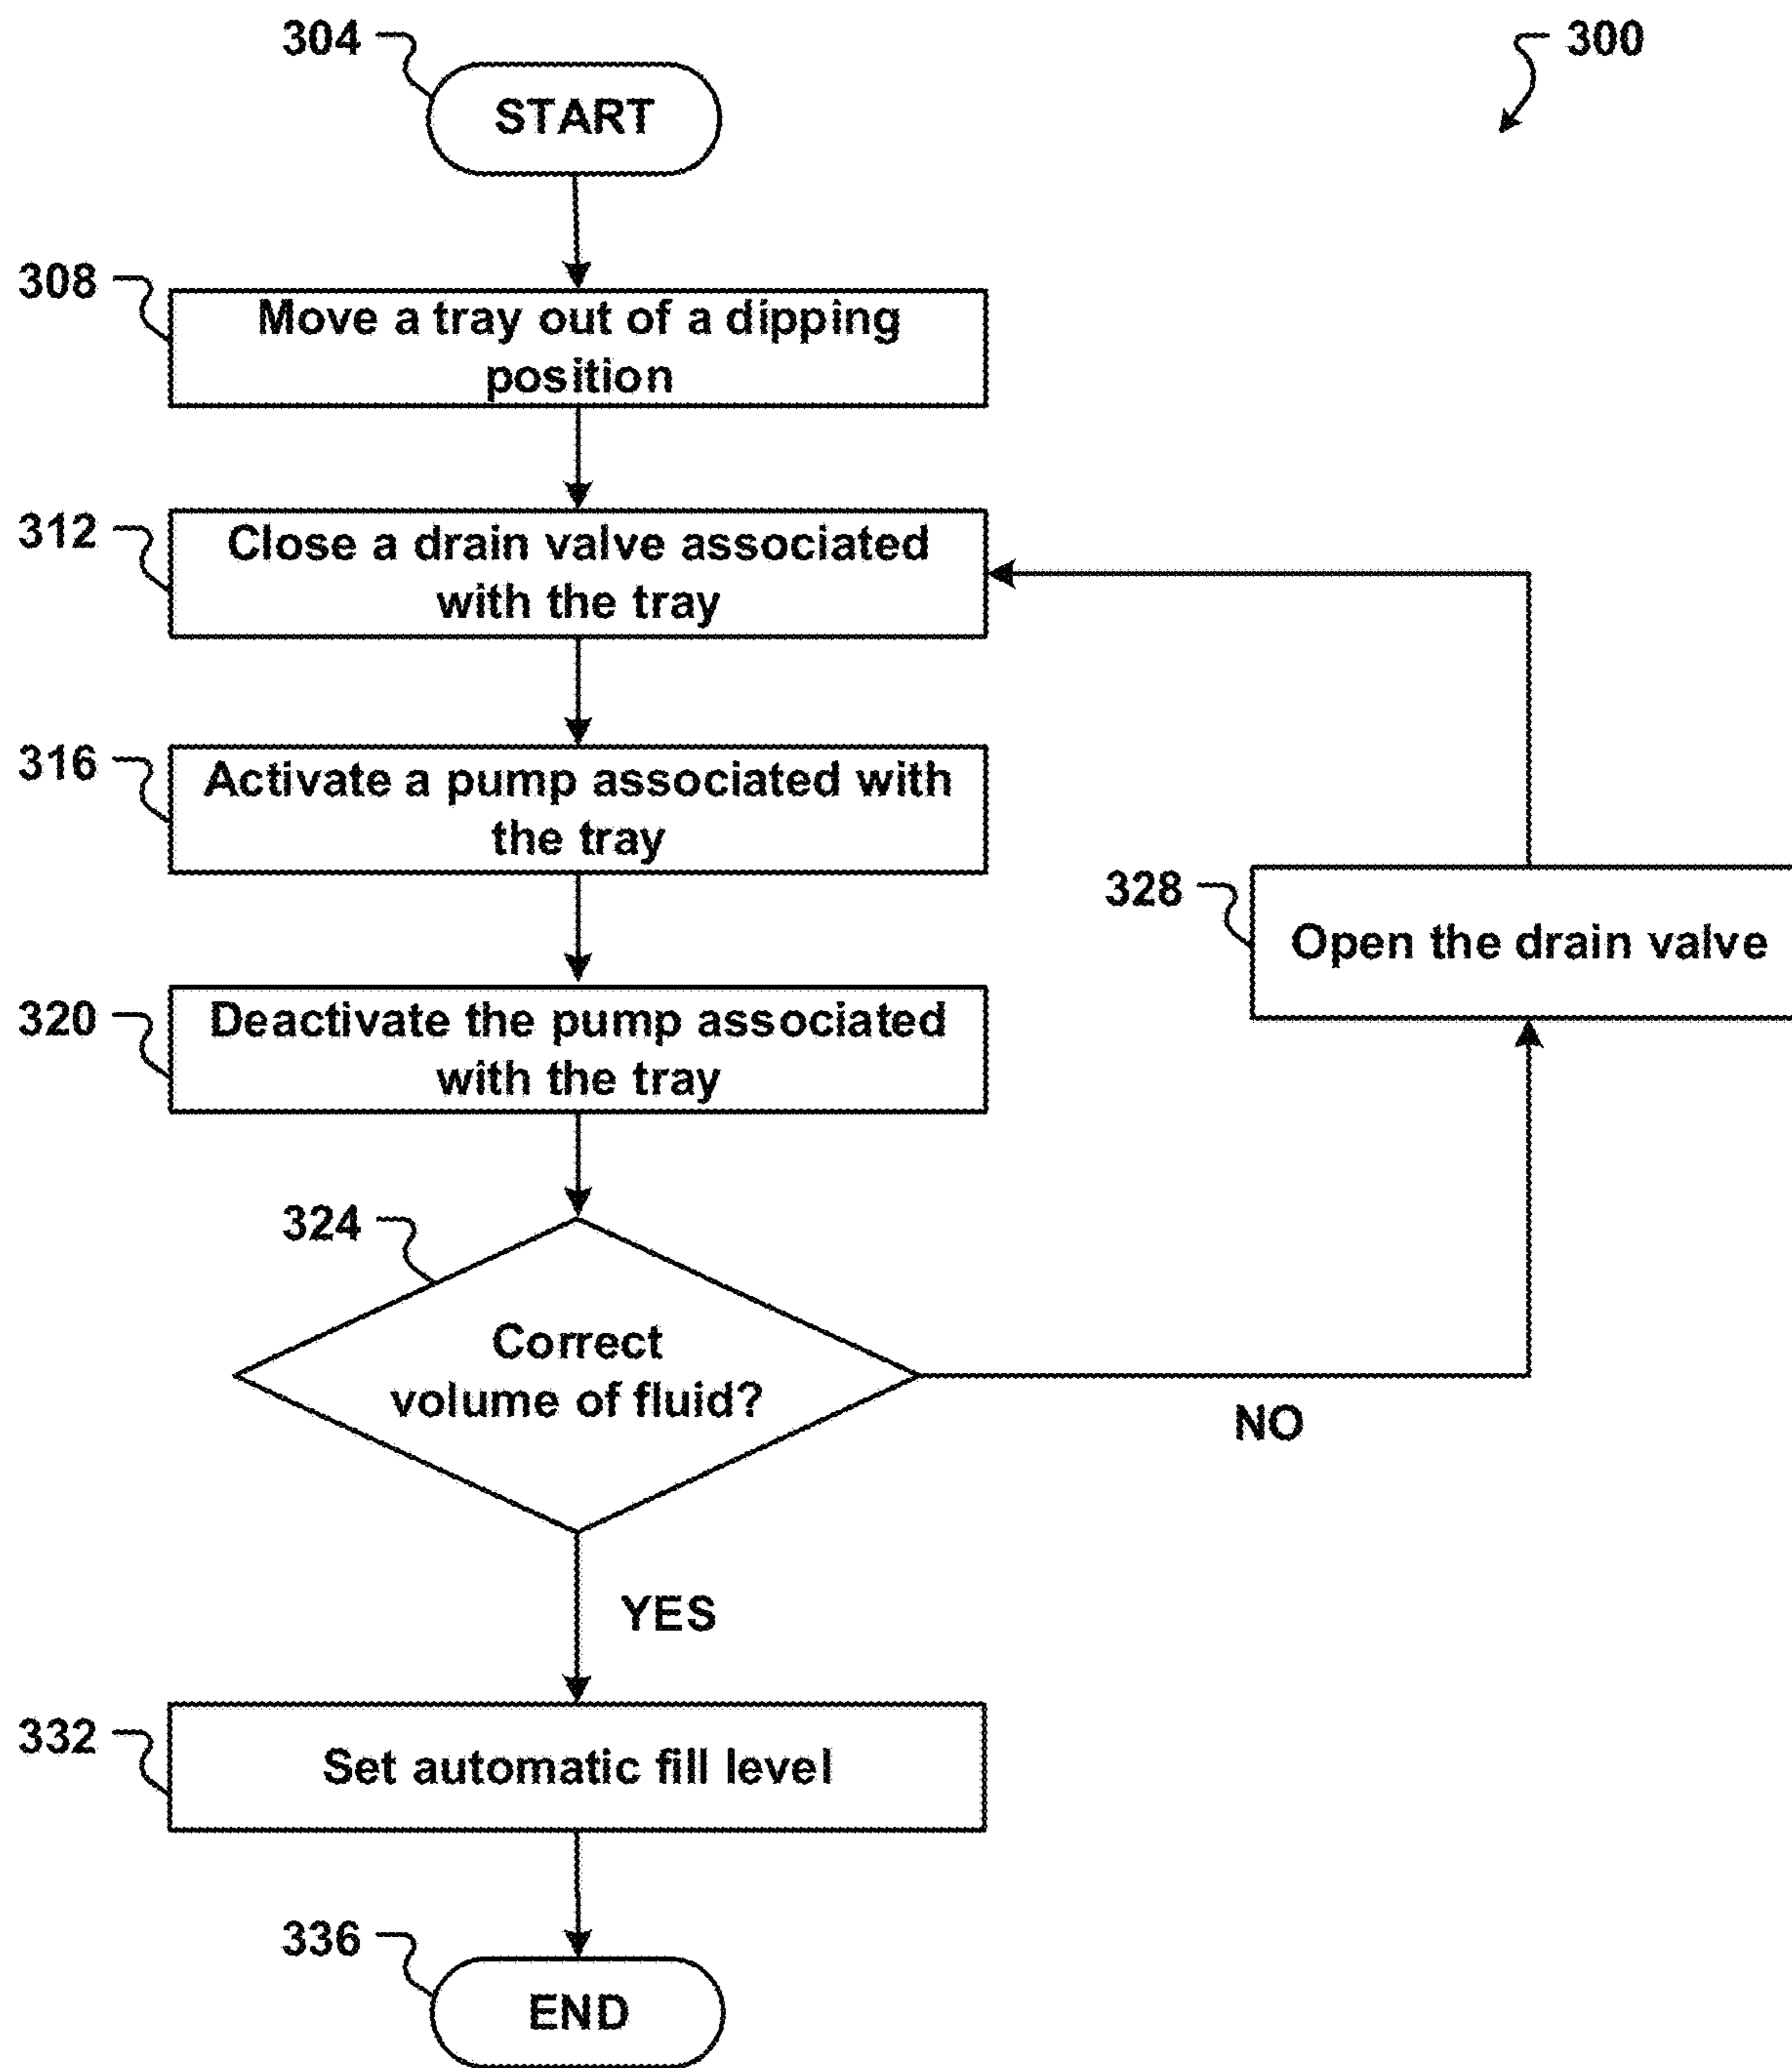 304
START
300
308
Move a tray out of a dipping
position
312
Close a drain valve associated
with the tray
316
Activate a pump associated with
the tray
328
Open the drain valve
320
Deactivate the pump associated
with the tray
324
Correct
volume of fluid?
NO
YES
332
Set automatic fill level
336
END